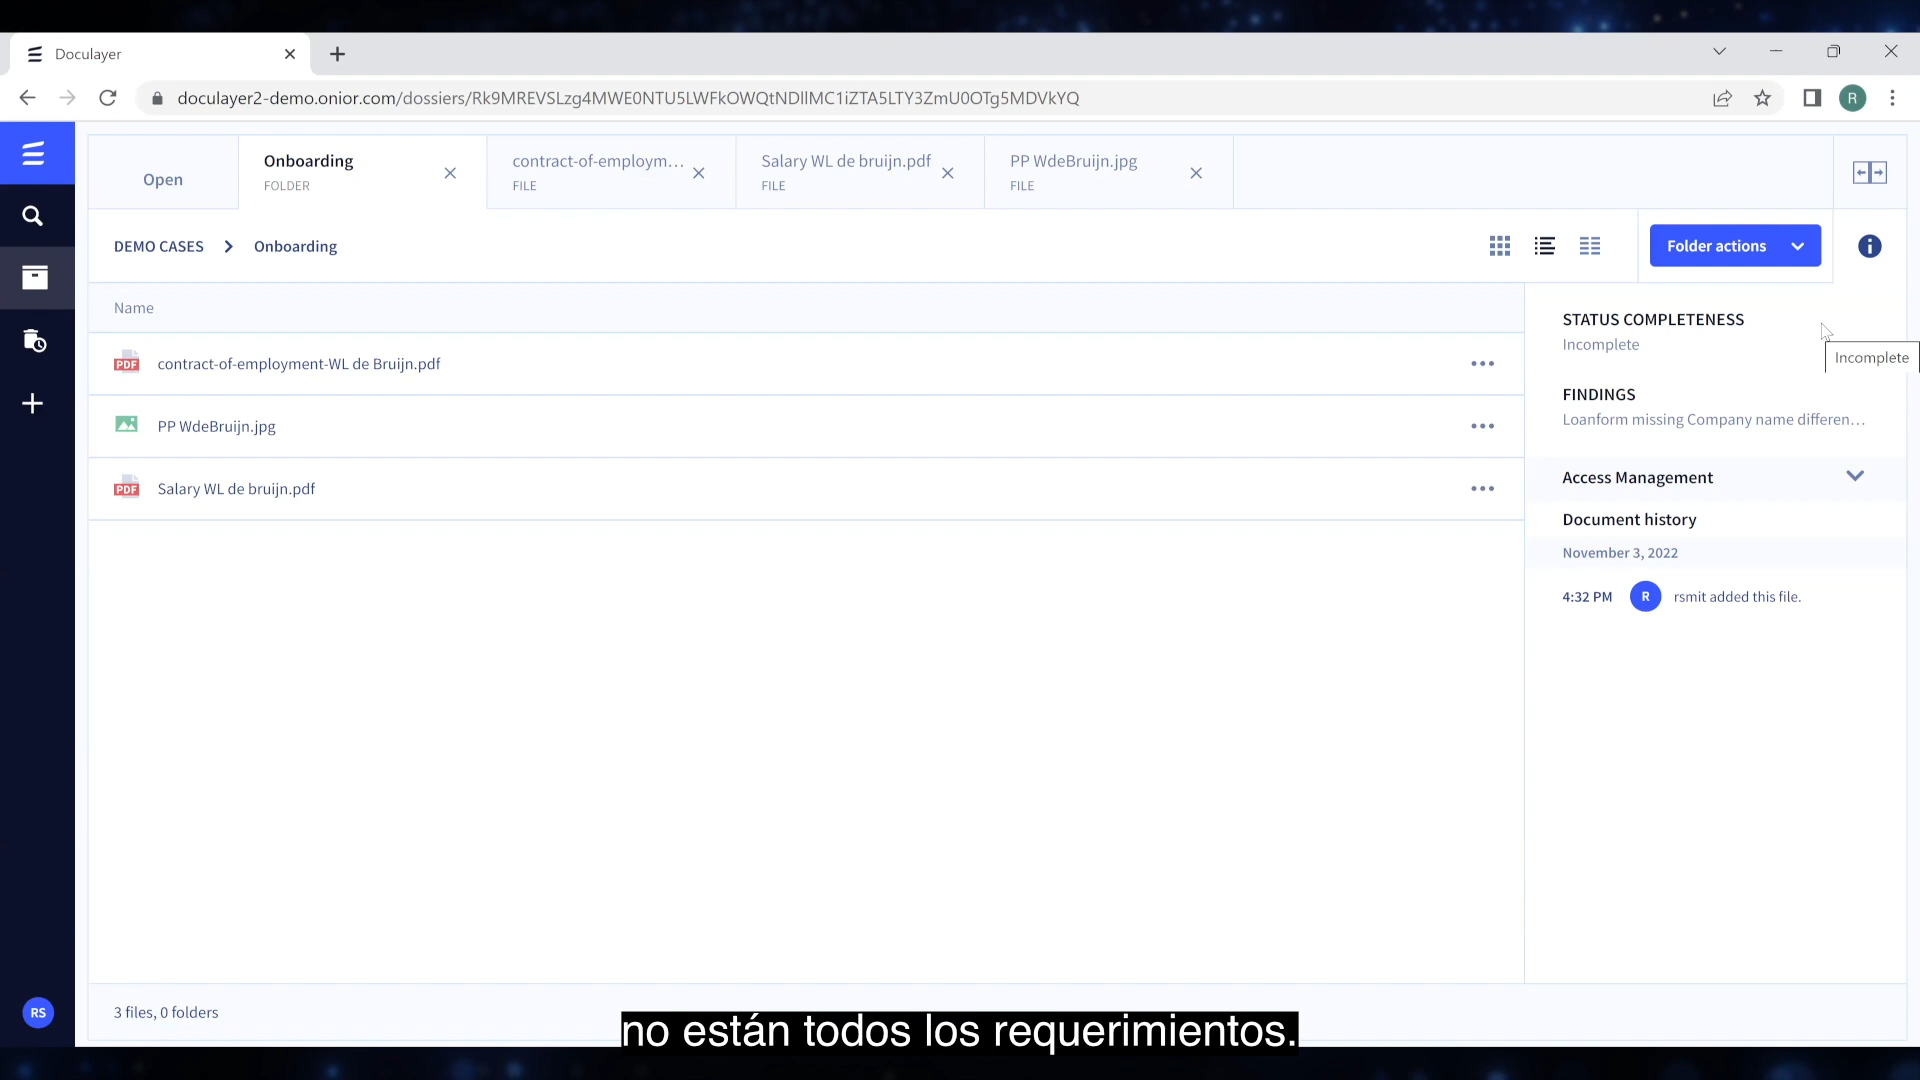 Doculayer
doculayer2-demo.onior.com/dossiers/Rk9MREVSLzg4MWE0NTU5LWFkOWQtNDllMC1iZTA5LTY3ZmU0OTg5MDVkYQ
R
Open
Onboarding
FOLDER
contract-of-employm...
FILE
Salary WL de bruijn.pdf
FILE
PP WdeBruijn.jpg
FILE
DEMO CASES > Onboarding
Folder actions
Name
PDF contract-of-employment-WL de Bruijn.pdf
PP WdeBruijn.jpg
PDF Salary WL de bruijn.pdf
STATUS COMPLETENESS
Incomplete
Incomplete
FINDINGS
Loanform missing Company name differen...
Access Management
Document history
November 3, 2022
4:32 PM R rsmit added this file.
RS
3 files, 0 folders
no están todos los requerimientos.